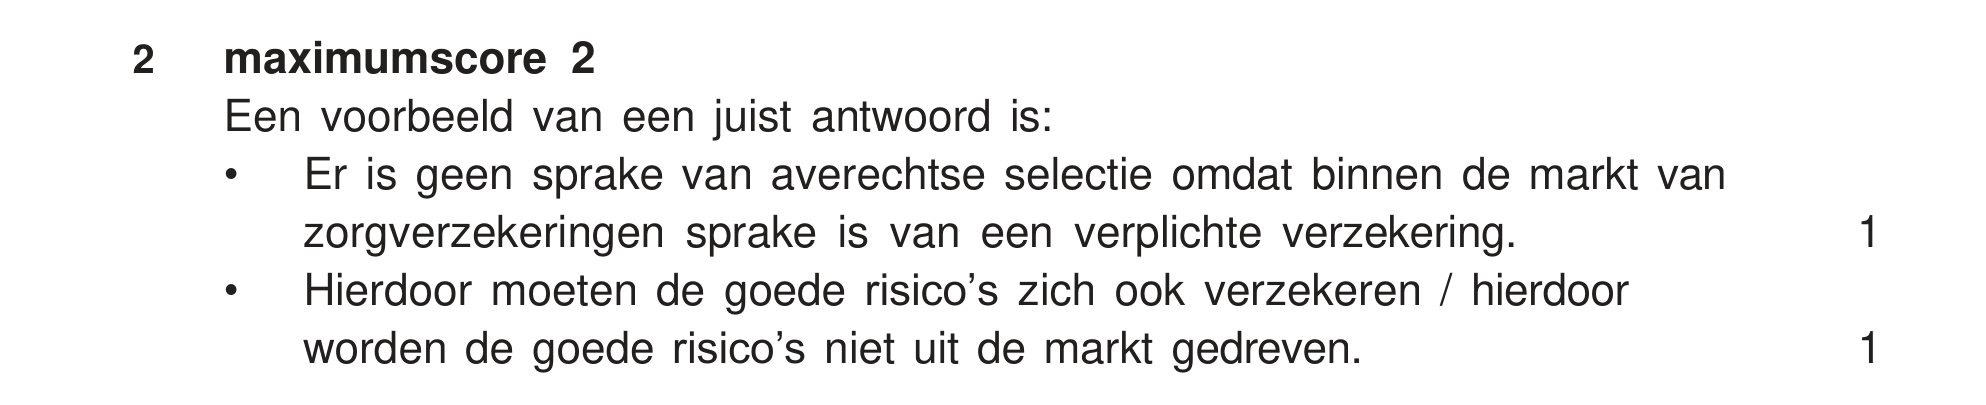 2 maximumscore 2
Een voorbeeld van een juist antwoord is:
• Er is geen sprake van averechtse selectie omdat binnen de markt van
zorgverzekeringen sprake is van een verplichte verzekering. 1
• Hierdoor moeten de goede risico’s zich ook verzekeren / hierdoor
worden de goede risico’s niet uit de markt gedreven. 1